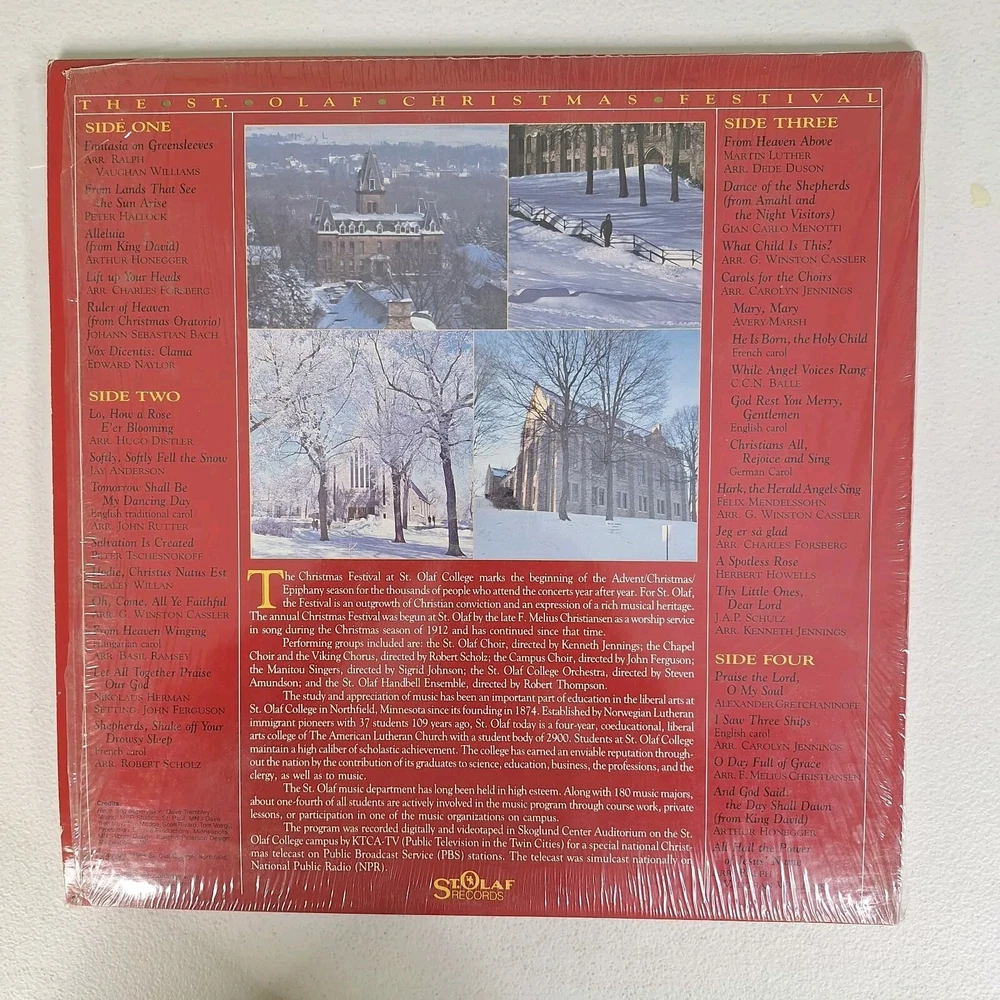 THE • ST. • OLAF • CHRISTMAS • FESTIVAL
SIDE ONE
Fantasia on Greensleeves
ARR. RALPH
VAUGHAN WILLIAMS
From Lands That See
the Sun Arise
PETER HALLOCK
Alleluia
(from King David)
ARTHUR HONEGGER
Lift up Your Heads
ARR. CHARLES FORSBERG
Ruler of Heaven
(from Christmas Oratorio)
JOHANN SEBASTIAN BACH
Vox Dicentis: Clama
EDWARD NAYLOR
SIDE TWO
Lo, How a Rose
E'er Blooming
ARR. HUGO DISTLER
Softly, Softly Fell the Snow
JAY ANDERSON
Tomorrow Shall Be
My Dancing Day
English traditional carol
ARR. JOHN RUTTER
Salvation Is Created
PETER TSCHESNOKOFF
Hodie, Christus Natus Est
HEALEY WILLAN
Oh, Come, All Ye Faithful
ARR. G. WINSTON CASSLER
From Heaven Winging
Hungarian carol
ARR. BASIL RAMSEY
Let All Together Praise
Our God
NIKOLAUS HERMAN
SETTING: JOHN FERGUSON
Shepherds, Shake off Your
Drowsy Sleep
French carol
ARR. ROBERT SCHOLZ
Credits:
The Christmas Festival at St. Olaf College marks the beginning of the Advent/Christmas/
Epiphany season for the thousands of people who attend the concerts year after year. For St. Olaf,
the Festival is an outgrowth of Christian conviction and an expression of a rich musical heritage.
The annual Christmas Festival was begun at St. Olaf by the late F. Melius Christiansen as a worship service
in song during the Christmas season of 1912 and has continued since that time.
Performing groups included are: the St. Olaf Choir, directed by Kenneth Jennings; the Chapel
Choir and the Viking Chorus, directed by Robert Scholz; the Campus Choir, directed by John Ferguson;
the Manitou Singers, directed by Sigrid Johnson; the St. Olaf College Orchestra, directed by Steven
Amundson; and the St. Olaf Handbell Ensemble, directed by Robert Thompson.
The study and appreciation of music has been an important part of education in the liberal arts at
St. Olaf College in Northfield, Minnesota since its founding in 1874. Established by Norwegian Lutheran
immigrant pioneers with 37 students 109 years ago, St. Olaf today is a four-year, coeducational, liberal
arts college of The American Lutheran Church with a student body of 2900. Students at St. Olaf College
maintain a high caliber of scholastic achievement. The college has earned an enviable reputation through-
out the nation by the contribution of its graduates to science, education, business, the professions, and the
clergy, as well as to music.
The St. Olaf music department has long been held in high esteem. Along with 180 music majors,
about one-fourth of all students are actively involved in the music program through course work, private
lessons, or participation in one of the music organizations on campus.
The program was recorded digitally and videotaped in Skoglund Center Auditorium on the St.
Olaf College campus by KTCA-TV (Public Television in the Twin Cities) for a special national Christ-
mas telecast on Public Broadcast Service (PBS) stations. The telecast was simulcast nationally on
National Public Radio (NPR).
ST. OLAF
RECORDS
SIDE THREE
From Heaven Above
MARTIN LUTHER
ARR. DEDE DUSON
Dance of the Shepherds
(from Amahl and
the Night Visitors)
GIAN CARLO MENOTTI
What Child Is This?
ARR. G. WINSTON CASSLER
Carols for the Choirs
ARR. CAROLYN JENNINGS
Mary, Mary
AVERY MARSH
He Is Born, the Holy Child
French carol
While Angel Voices Rang
C.C.N. BALLE
God Rest You Merry,
Gentlemen
English carol
Christians All,
Rejoice and Sing
German Carol
Hark, the Herald Angels Sing
FELIX MENDELSSOHN
ARR. G. WINSTON CASSLER
Jeg er så glad
ARR. CHARLES FORSBERG
A Spotless Rose
HERBERT HOWELLS
Thy Little Ones,
Dear Lord
J.A.P. SCHULZ
ARR. KENNETH JENNINGS
SIDE FOUR
Praise the Lord,
O My Soul
ALEXANDER GRETCHANINOFF
I Saw Three Ships
English carol
ARR. CAROLYN JENNINGS
O Day Full of Grace
ARR. F. MELIUS CHRISTIANSEN
And God Said:
the Day Shall Dawn
(from King David)
ARTHUR HONEGGER
All Hail the Power
of Jesus' Name
ARR. RALPH